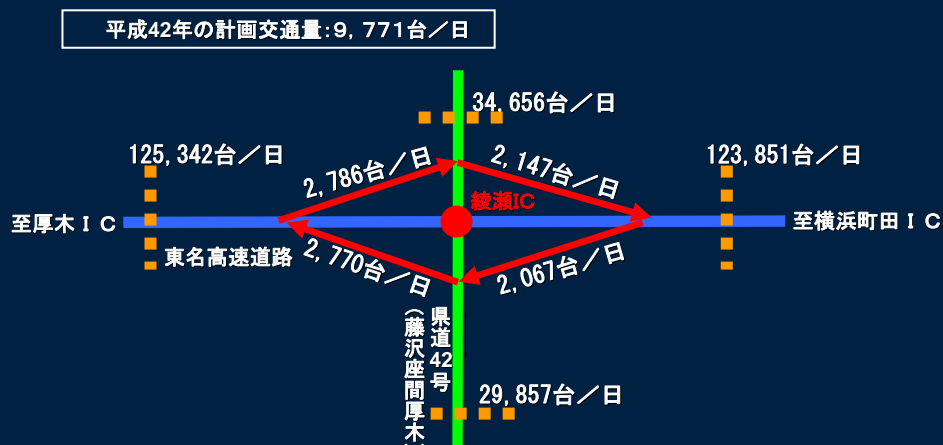 平成42年の計画交通量：9，771台／日
34,656台／日
125,342台／日
2,786台／日
2,147台／日
123,851台／日
綾瀬IC
至厚木ＩＣ
至横浜町田ＩＣ
東名高速道路
2,770台／日
2,067台／日
県道42号
（藤沢座間厚木
29,857台／日